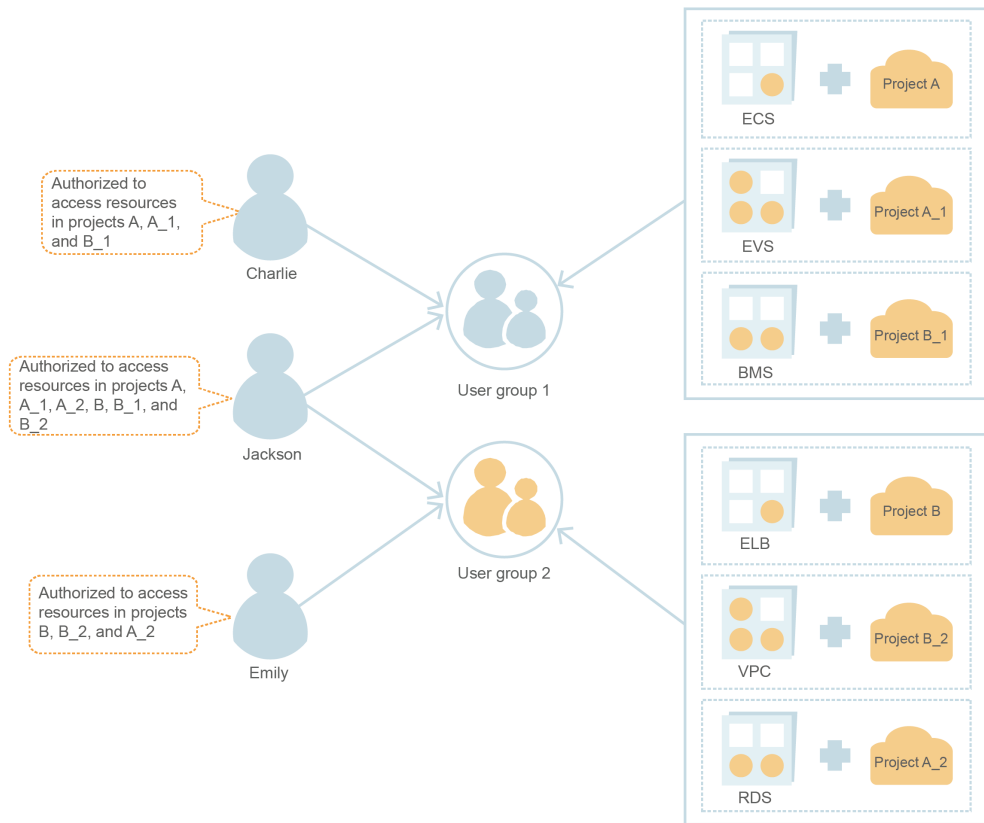 Authorized to
access resources
in projects A, A_1,
and B_1
Charlie
Authorized to access
resources in projects A,
A_1, A_2, B, B_1, and
B_2
Jackson
Authorized to access
resources in projects
B, B_2, and A_2
Emily
User group 1
User group 2
ECS
Project A
EVS
Project A_1
BMS
Project B_1
ELB
Project B
VPC
Project B_2
RDS
Project A_2